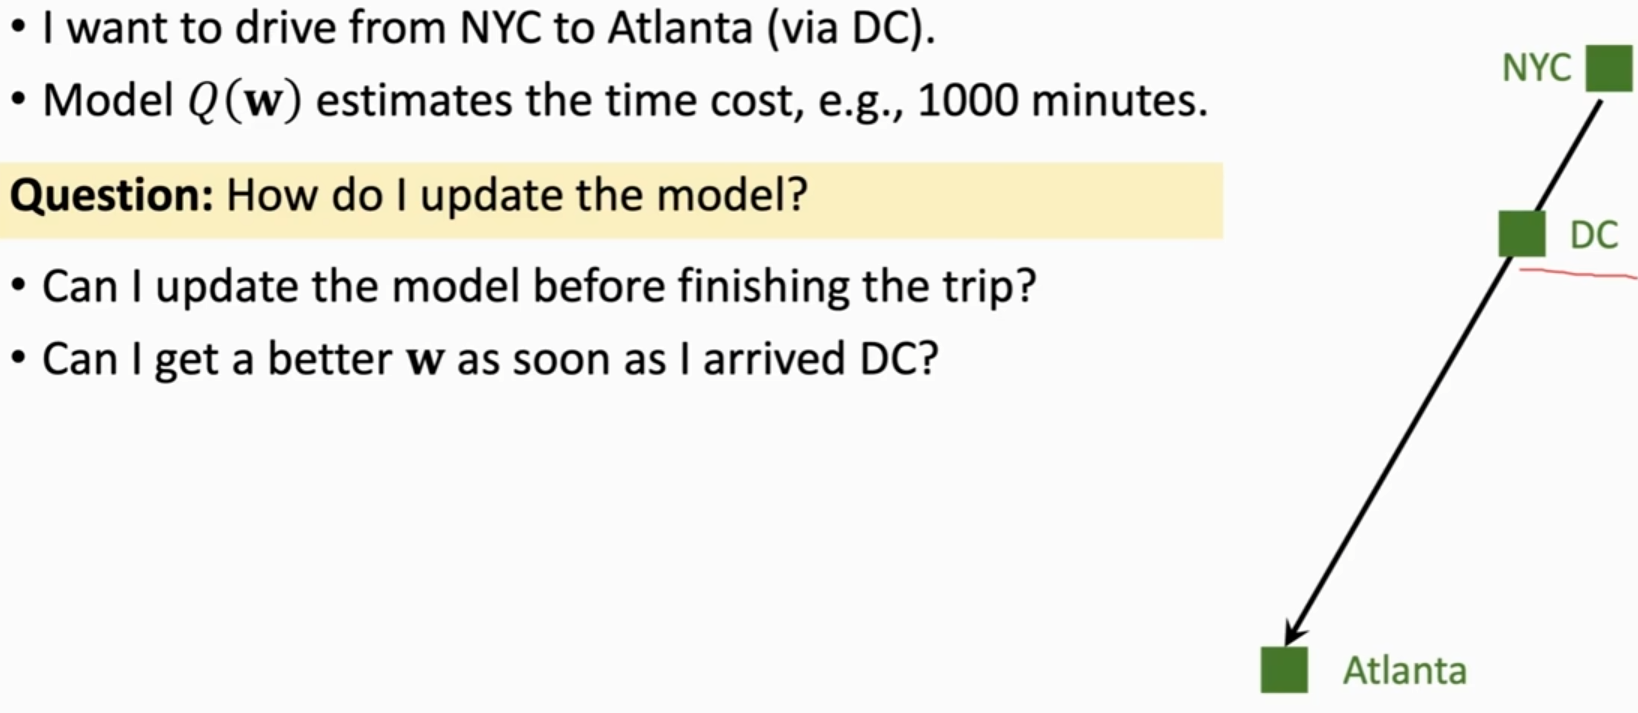 • I want to drive from NYC to Atlanta (via DC).
NYC
• Model Q(w) estimates the time cost, e.g., 1000 minutes.
Question: How do I update the model?
DC
• Can I update the model before finishing the trip?
• Can I get a better w as soon as I arrived DC?
Atlanta